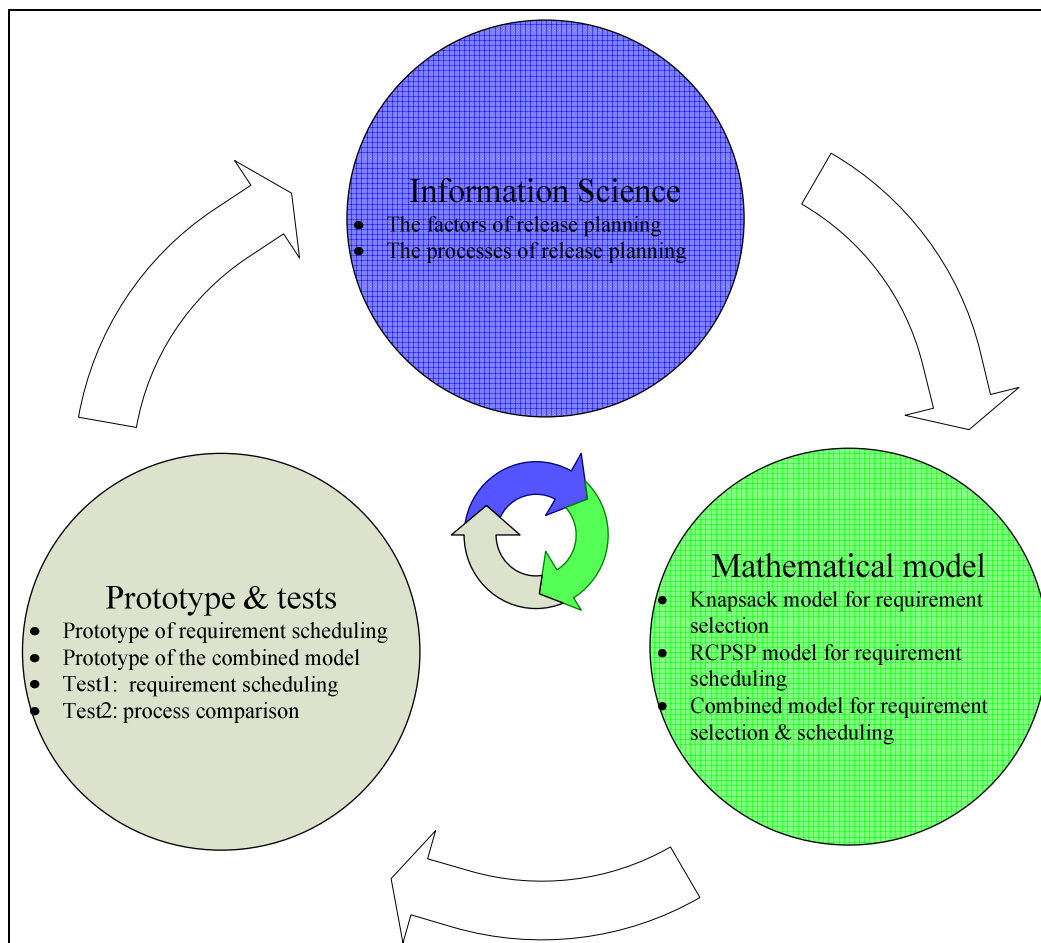 Information Science
• The factors of release planning
• The processes of release planning
Mathematical model
• Knapsack model for requirement
selection
• RCPSP model for requirement
scheduling
• Combined model for requirement
selection & scheduling
Prototype & tests
• Prototype of requirement scheduling
• Prototype of the combined model
• Test1: requirement scheduling
• Test2: process comparison